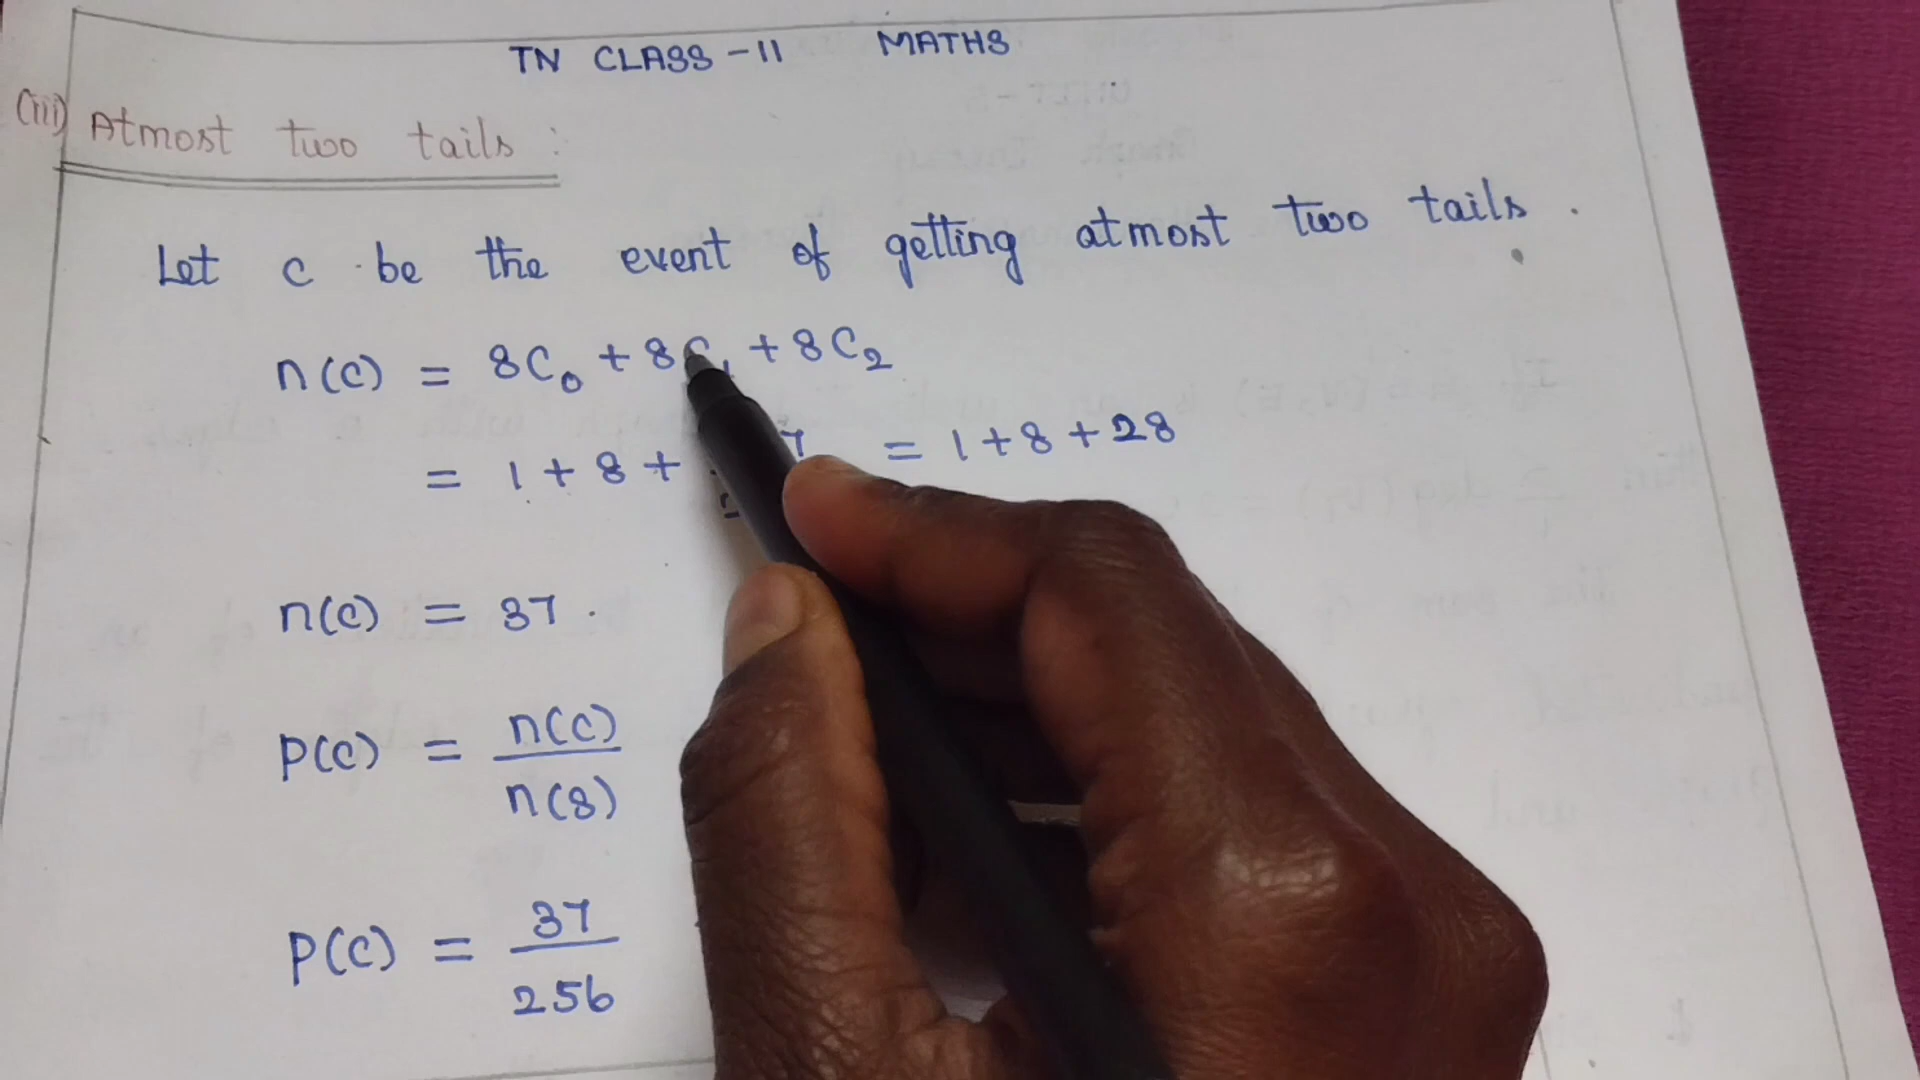 TN CLASS-11 MATHS
(iii) Atmost two tails :
Let c be the event of getting atmost two tails.
n(c) = 8C₀ + 8C₁ + 8C₂
= 1 + 8 + 7 = 1+8+28
n(c) = 37.
P(c) = n(c)
n(S)
P(c) = 37
256